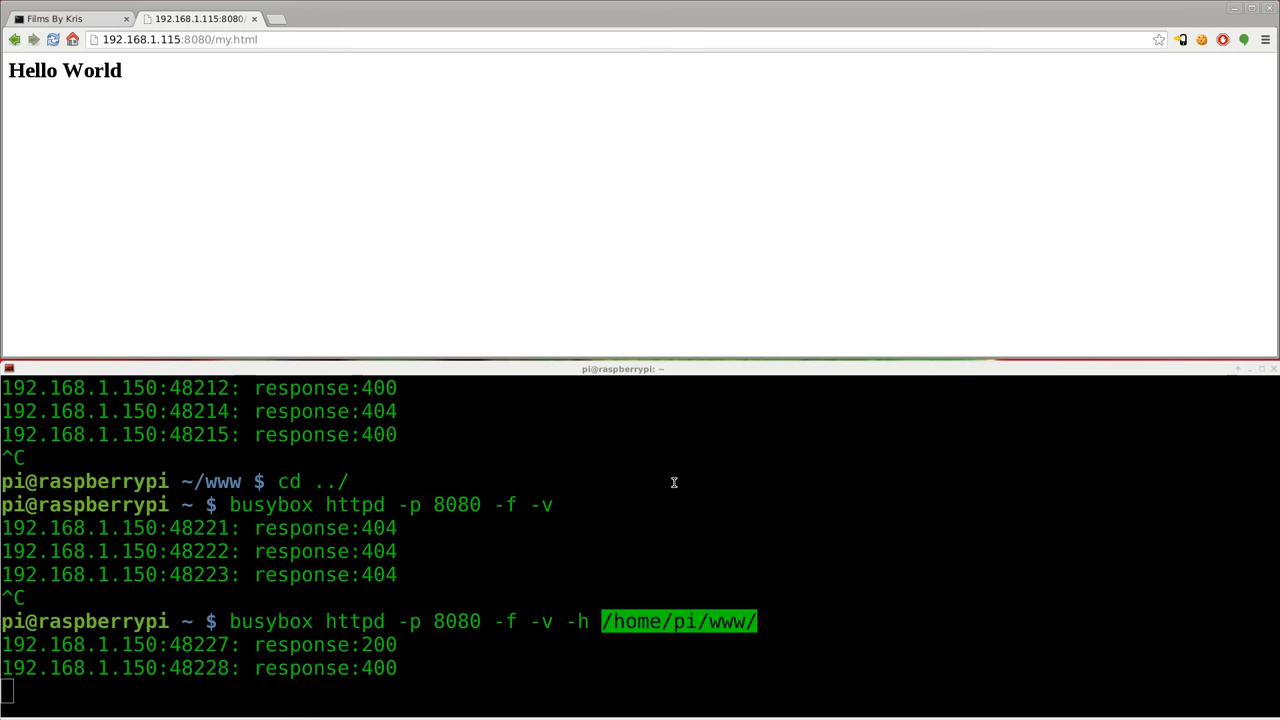 Films By Kris
192.168.1.115:8080/
192.168.1.115:8080/my.html
Hello World
pi@raspberrypi: ~
192.168.1.150:48212: response:400
192.168.1.150:48214: response:404
192.168.1.150:48215: response:400
^C
pi@raspberrypi ~/www $ cd ../
pi@raspberrypi ~ $ busybox httpd -p 8080 -f -v
192.168.1.150:48221: response:404
192.168.1.150:48222: response:404
192.168.1.150:48223: response:404
^C
pi@raspberrypi ~ $ busybox httpd -p 8080 -f -v -h /home/pi/www/
192.168.1.150:48227: response:200
192.168.1.150:48228: response:400